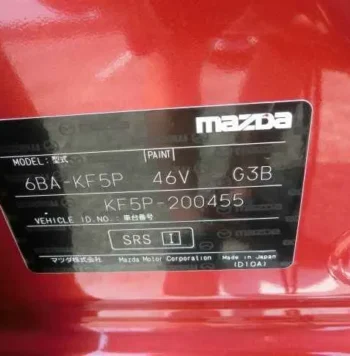 mazda
MODEL:型式 PAINT
6BA-KF5P 46V G3B
KF5P-200455
VEHICLE ID.NO.:車台番号
SRS I
マツダ株式会社 Mazda Motor Corporation Made in Japan
(D10A)